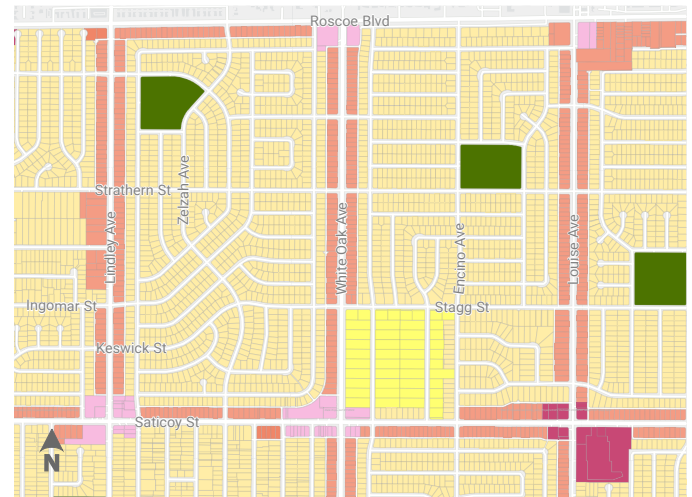 Roscoe Blvd
Zelzah Ave
Strathern St
Lindley Ave
White Oak Ave
Encino Ave
Louise Ave
Ingomar St
Stagg St
Keswick St
Saticoy St
N